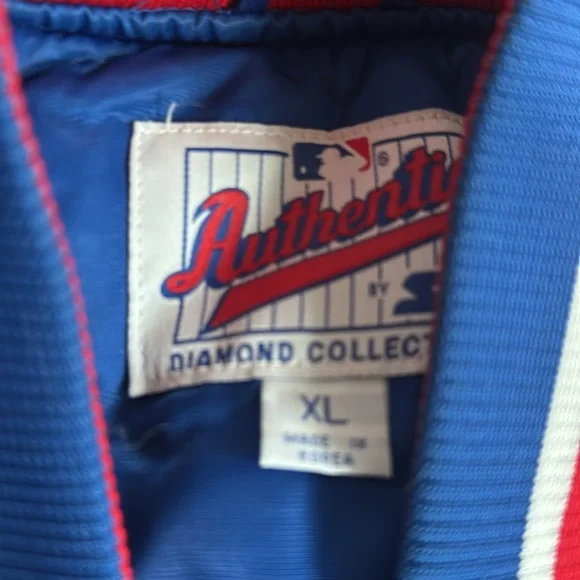 ®
Authenti
BY
DIAMOND COLLECT
XL
MADE IN
KOREA